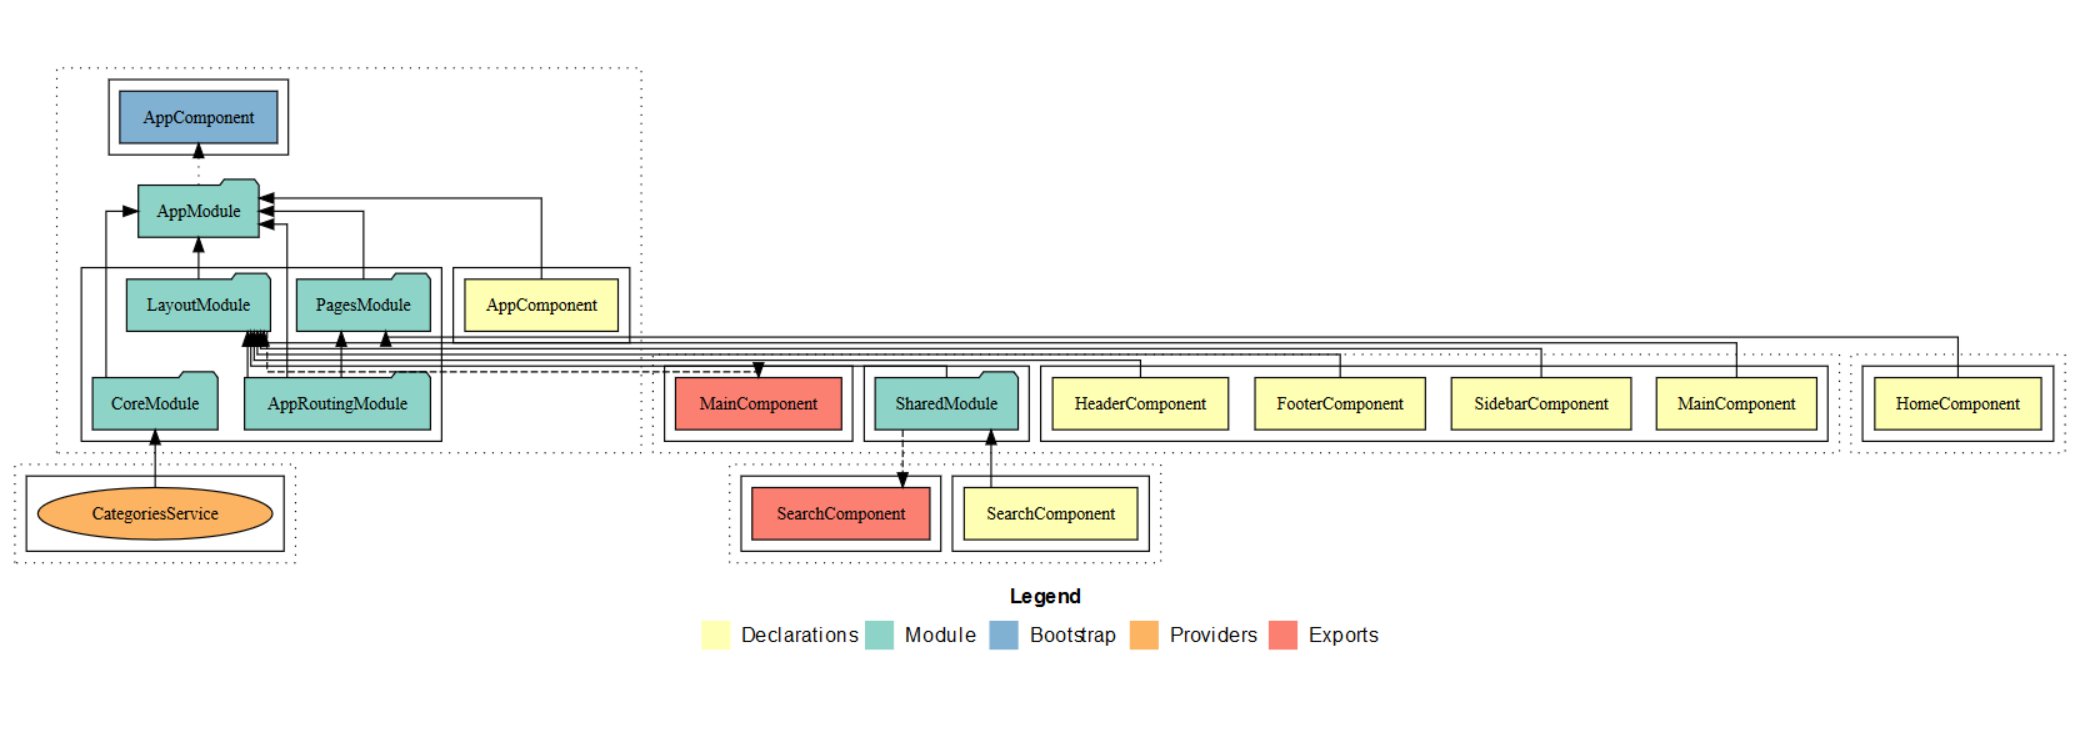 AppComponent
AppModule
LayoutModule
PagesModule
AppComponent
CoreModule
AppRoutingModule
MainComponent
SharedModule
HeaderComponent
FooterComponent
SidebarComponent
MainComponent
HomeComponent
CategoriesService
SearchComponent
SearchComponent
Legend
Declarations
Module
Bootstrap
Providers
Exports